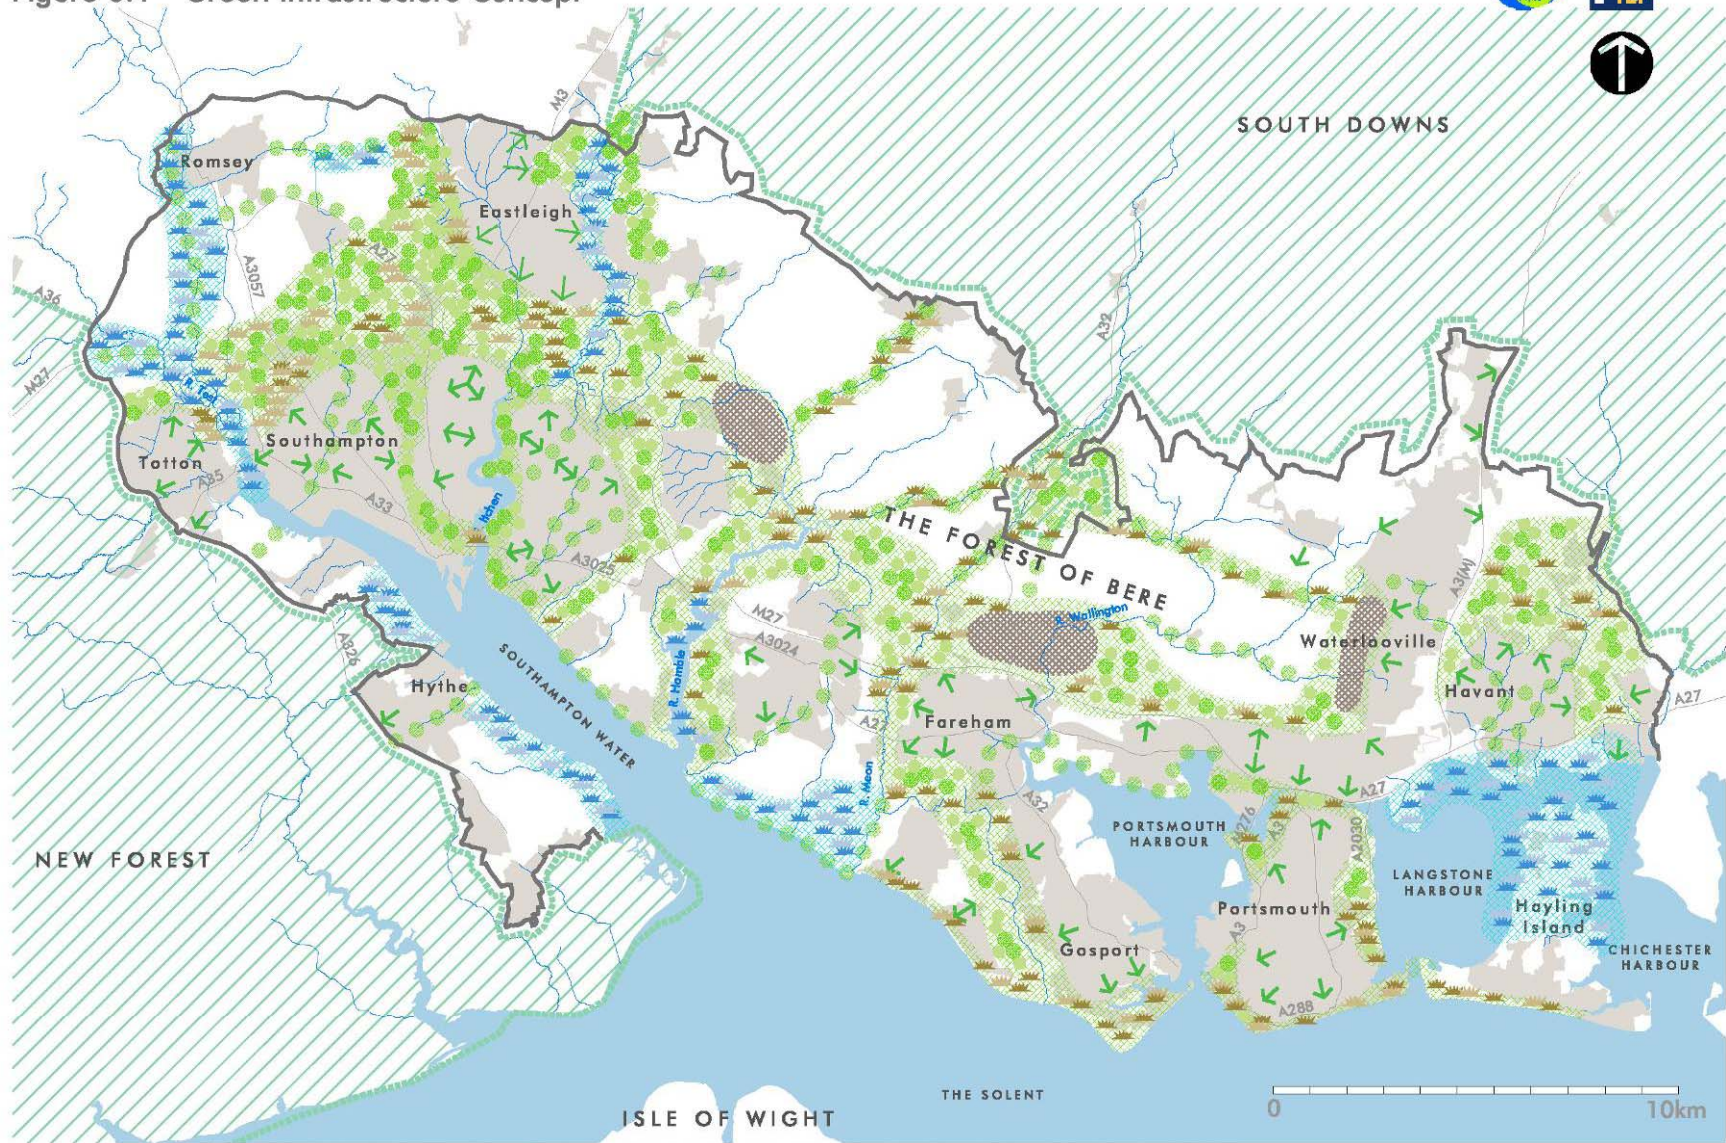 SOUTH DOWNS
M3
Romsey
Eastleigh
A27
A3057
A36
M27
A32
R. Test
Southampton
Totton
A35
A33
Itchen
THE FOREST OF BERE
A3025
A3(M)
M27
A3024
R. Wallington
Waterlooville
A326
Hythe
SOUTHAMPTON WATER
R. Hamble
Havant
A27
A27
Fareham
R. Meon
A32
A27
PORTSMOUTH
HARBOUR
A276
A3
A2030
NEW FOREST
LANGSTONE
HARBOUR
Portsmouth
Hayling
Island
A3
Gosport
CHICHESTER
HARBOUR
A288
THE SOLENT
ISLE OF WIGHT
0
10km